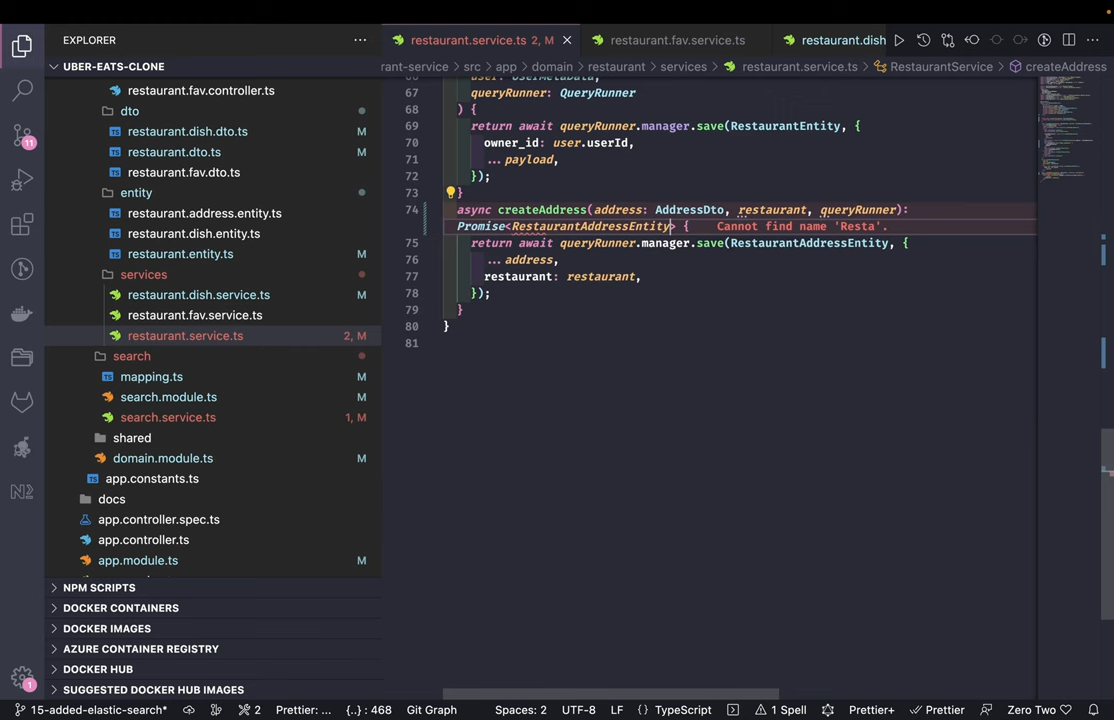 EXPLORER
restaurant.service.ts 2, M
restaurant.fav.service.ts
restaurant.dish
UBER-EATS-CLONE
rant-service > src > app > domain > restaurant > services > restaurant.service.ts > RestaurantService > createAddress
restaurant.fav.controller.ts
dto
restaurant.dish.dto.ts M
restaurant.dto.ts M
restaurant.fav.dto.ts
entity
restaurant.address.entity.ts
restaurant.dish.entity.ts
restaurant.entity.ts M
services
restaurant.dish.service.ts M
restaurant.fav.service.ts
restaurant.service.ts 2, M
search
mapping.ts M
search.module.ts M
search.service.ts 1, M
shared
domain.module.ts M
app.constants.ts
docs
app.controller.spec.ts
app.controller.ts
app.module.ts M
NPM SCRIPTS
DOCKER CONTAINERS
DOCKER IMAGES
AZURE CONTAINER REGISTRY
DOCKER HUB
SUGGESTED DOCKER HUB IMAGES
user: UserMetaData,
67 queryRunner: QueryRunner
68 ) {
69 return await queryRunner.manager.save(RestaurantEntity, {
70 owner_id: user.userId,
71 ...payload,
72 });
73 }
74 async createAddress(address: AddressDto, restaurant, queryRunner):
Promise<RestaurantAddressEntity> { Cannot find name 'Resta'.
75 return await queryRunner.manager.save(RestaurantAddressEntity, {
76 ...address,
77 restaurant: restaurant,
78 });
79 }
80 }
81
11
1
15-added-elastic-search* 2 Prettier: ... {..} : 468 Git Graph Spaces: 2 UTF-8 LF {} TypeScript 1 Spell Prettier+ Prettier Zero Two ♡